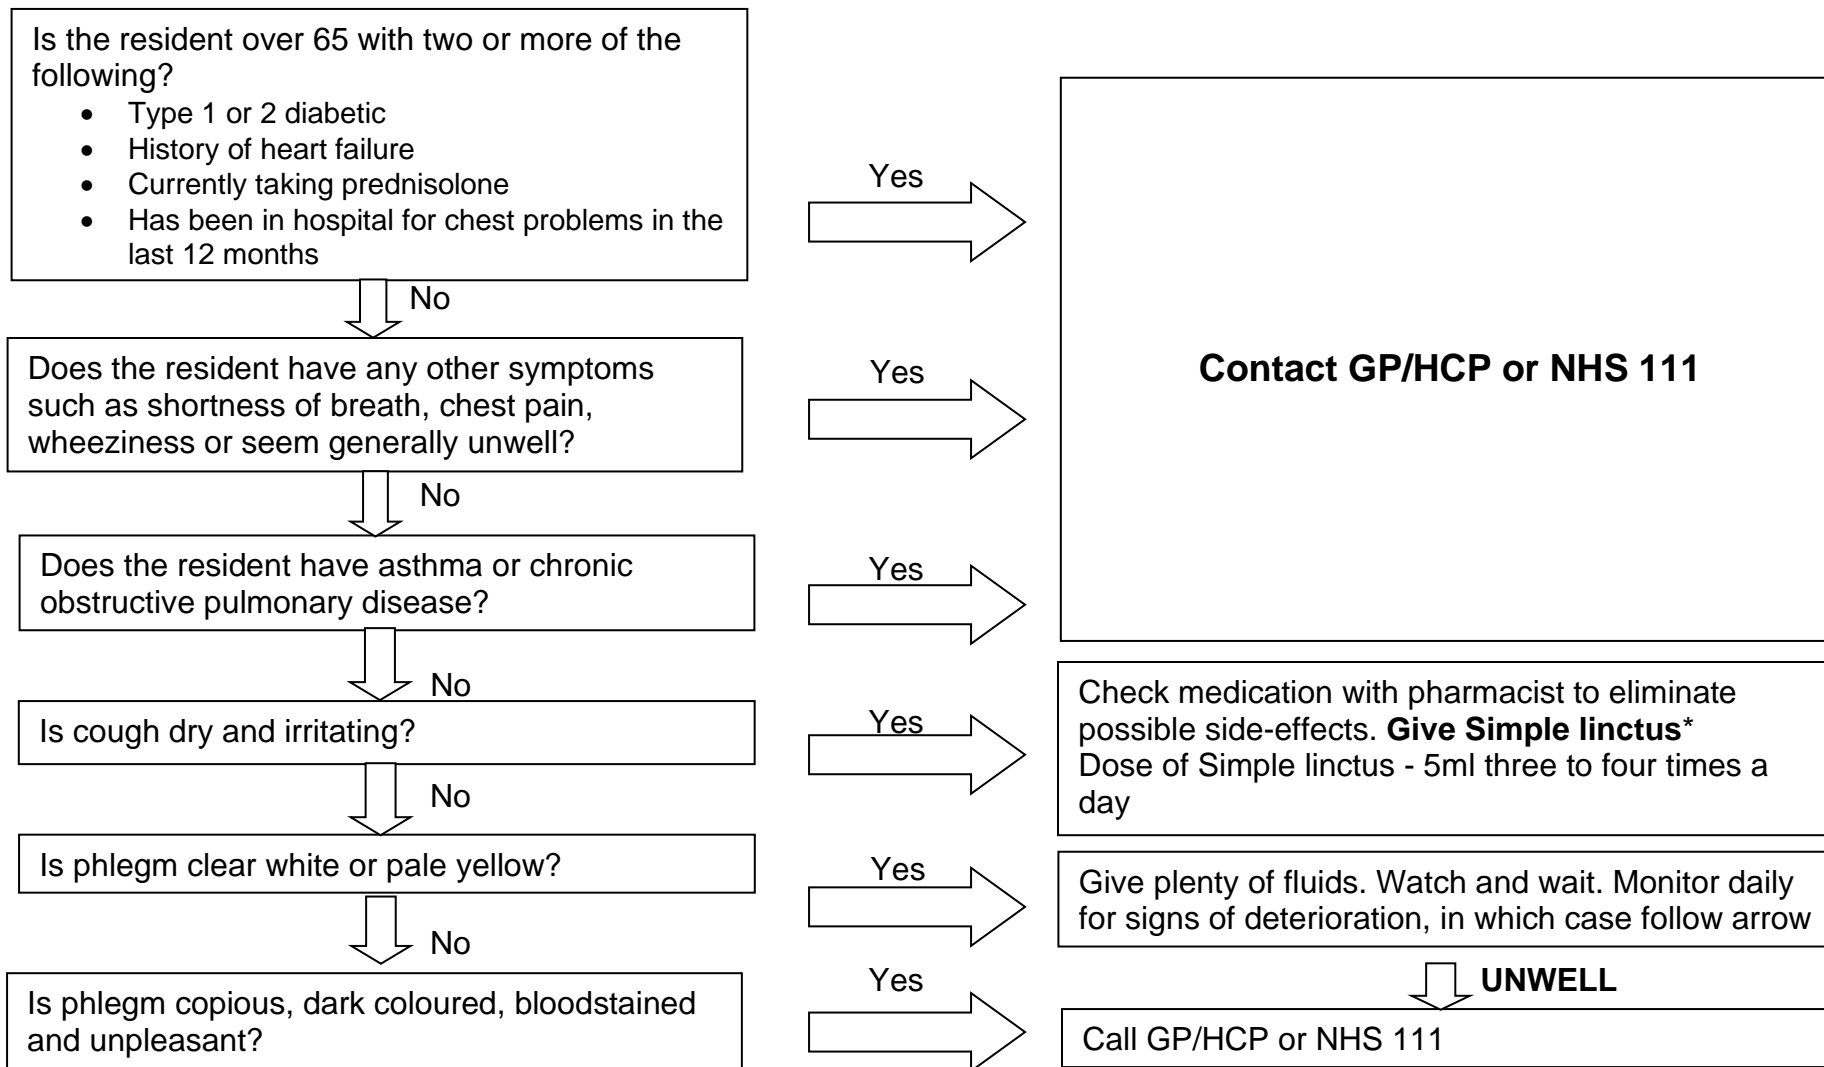 Is the resident over 65 with two or more of the
following?
• Type 1 or 2 diabetic
• History of heart failure
• Currently taking prednisolone
• Has been in hospital for chest problems in the
last 12 months
Yes
Contact GP/HCP or NHS 111
No
Does the resident have any other symptoms
such as shortness of breath, chest pain,
wheeziness or seem generally unwell?
Yes
No
Does the resident have asthma or chronic
obstructive pulmonary disease?
Yes
No
Is cough dry and irritating?
Yes
Check medication with pharmacist to eliminate
possible side-effects. Give Simple linctus*
Dose of Simple linctus - 5ml three to four times a
day
No
Is phlegm clear white or pale yellow?
Yes
Give plenty of fluids. Watch and wait. Monitor daily
for signs of deterioration, in which case follow arrow
No
UNWELL
Is phlegm copious, dark coloured, bloodstained
and unpleasant?
Yes
Call GP/HCP or NHS 111